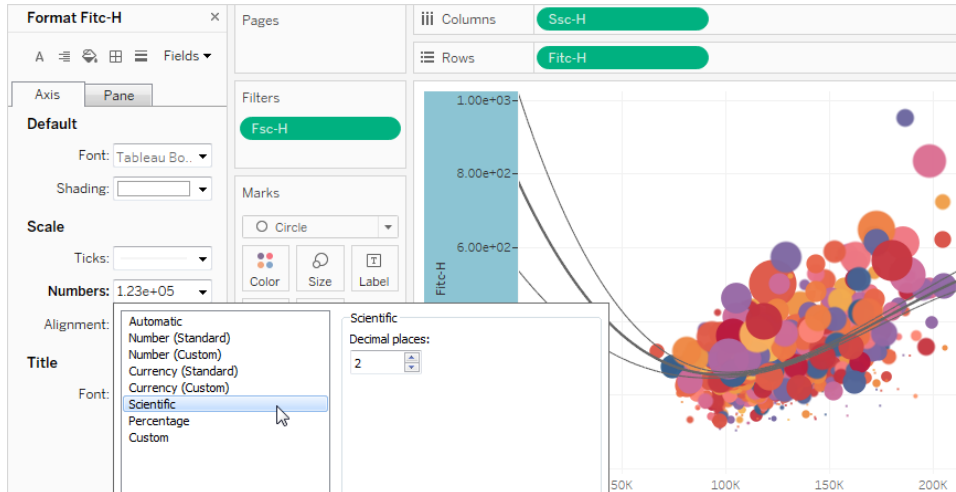 Format Fitc-H ×
A Fields
Axis Pane
Default
Font: Tableau Bo..
Shading:
Scale
Ticks:
Numbers: 1.23e+05
Alignment:
Title
Font:
Automatic
Number (Standard)
Number (Custom)
Currency (Standard)
Currency (Custom)
Scientific
Percentage
Custom
Scientific
Decimal places:
2
Pages
Filters
Fsc-H
Marks
Circle
Color Size Label
T
iii Columns Ssc-H
Rows Fitc-H
1.00e+03
8.00e+02
6.00e+02
Fitc-H
50K 100K 150K 200K